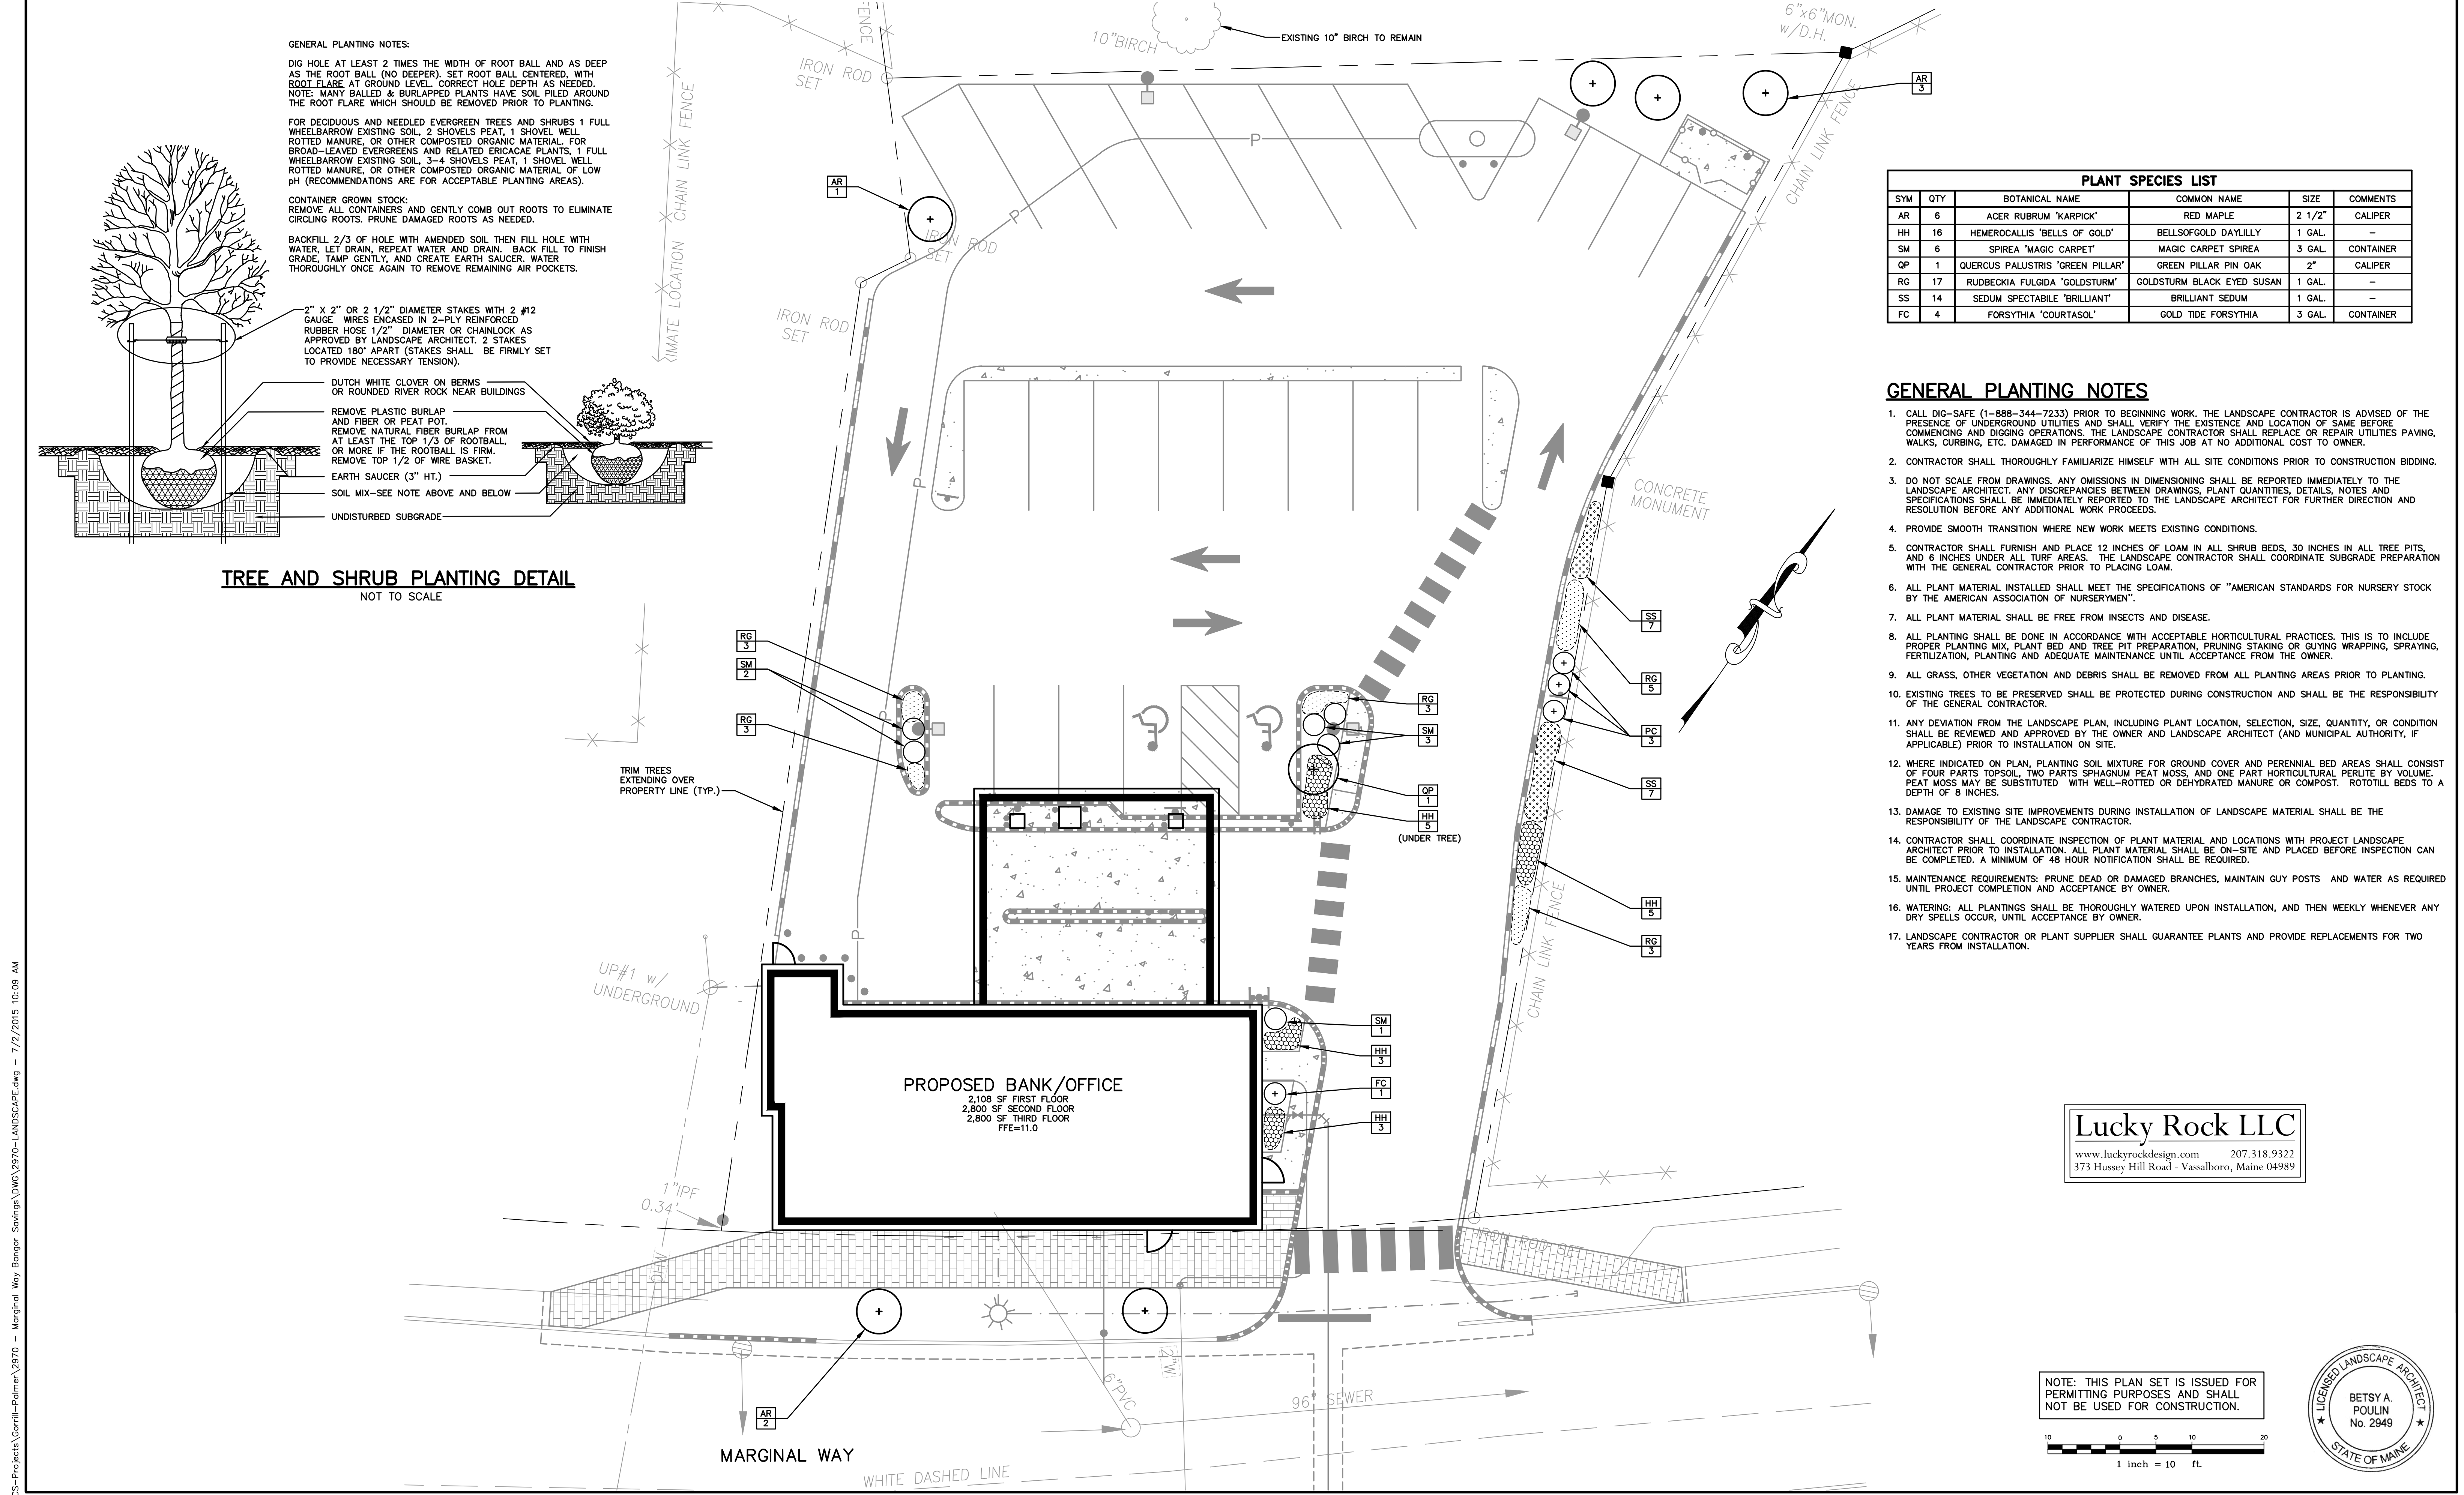 GENERAL PLANTING NOTES:
DIG HOLE AT LEAST 2 TIMES THE WIDTH OF ROOT BALL AND AS DEEP
AS THE ROOT BALL (NO DEEPER). SET ROOT BALL CENTERED, WITH
ROOT FLARE AT GROUND LEVEL. CORRECT HOLE DEPTH AS NEEDED.
NOTE: MANY BALLED & BURLAPPED PLANTS HAVE SOIL PILED AROUND
THE ROOT FLARE WHICH SHOULD BE REMOVED PRIOR TO PLANTING.
FOR DECIDUOUS AND NEEDLED EVERGREEN TREES AND SHRUBS 1 FULL
WHEELBARROW EXISTING SOIL, 2 SHOVELS PEAT, 1 SHOVEL WELL
ROTTED MANURE, OR OTHER COMPOSTED ORGANIC MATERIAL. FOR
BROAD-LEAVED EVERGREENS AND RELATED ERICACAE PLANTS, 1 FULL
WHEELBARROW EXISTING SOIL, 3-4 SHOVELS PEAT, 1 SHOVEL WELL
ROTTED MANURE, OR OTHER COMPOSTED ORGANIC MATERIAL OF LOW
pH (RECOMMENDATIONS ARE FOR ACCEPTABLE PLANTING AREAS).
CONTAINER GROWN STOCK:
REMOVE ALL CONTAINERS AND GENTLY COMB OUT ROOTS TO ELIMINATE
CIRCLING ROOTS. PRUNE DAMAGED ROOTS AS NEEDED.
BACKFILL 2/3 OF HOLE WITH AMENDED SOIL THEN FILL HOLE WITH
WATER, LET DRAIN, REPEAT WATER AND DRAIN. BACK FILL TO FINISH
GRADE, TAMP GENTLY, AND CREATE EARTH SAUCER. WATER
THOROUGHLY ONCE AGAIN TO REMOVE REMAINING AIR POCKETS.
2" X 2" OR 2 1/2" DIAMETER STAKES WITH 2 #12
GAUGE WIRES ENCASED IN 2-PLY REINFORCED
RUBBER HOSE 1/2" DIAMETER OR CHAINLOCK AS
APPROVED BY LANDSCAPE ARCHITECT. 2 STAKES
LOCATED 180° APART (STAKES SHALL BE FIRMLY SET
TO PROVIDE NECESSARY TENSION).
DUTCH WHITE CLOVER ON BERMS
OR ROUNDED RIVER ROCK NEAR BUILDINGS
REMOVE PLASTIC BURLAP
AND FIBER OR PEAT POT.
REMOVE NATURAL FIBER BURLAP FROM
AT LEAST THE TOP 1/3 OF ROOTBALL,
OR MORE IF THE ROOTBALL IS FIRM.
REMOVE TOP 1/2 OF WIRE BASKET.
EARTH SAUCER (3" HT.)
SOIL MIX-SEE NOTE ABOVE AND BELOW
UNDISTURBED SUBGRADE
TREE AND SHRUB PLANTING DETAIL
NOT TO SCALE
CHAIN LINK FENCE
IMATE LOCATION
FENCE
IRON ROD
SET
10"BIRCH
EXISTING 10" BIRCH TO REMAIN
6"x6"MON.
w/D.H.
AR
3
CHAIN LINK FENCE
AR
1
IRON ROD
SET
IRON ROD
SET
P
P
P
P
P
CONCRETE
MONUMENT
RG
3
SM
2
RG
3
TRIM TREES
EXTENDING OVER
PROPERTY LINE (TYP.)
RG
3
SM
3
QP
1
HH
5
(UNDER TREE)
SS
7
RG
5
PC
3
SS
7
HH
5
RG
3
CHAIN LINK FENCE
UP#1 w/
UNDERGROUND
SM
1
HH
3
FC
1
HH
3
PROPOSED BANK/OFFICE
2,108 SF FIRST FLOOR
2,800 SF SECOND FLOOR
2,800 SF THIRD FLOOR
FFE=11.0
1"IPF
0.34'
IRON ROD SET
OHW
AR
2
6"PVC
2"W
96" SEWER
MARGINAL WAY
WHITE DASHED LINE
PLANT SPECIES LIST
SYM QTY BOTANICAL NAME COMMON NAME SIZE COMMENTS
AR 6 ACER RUBRUM 'KARPICK' RED MAPLE 2 1/2" CALIPER
HH 16 HEMEROCALLIS 'BELLS OF GOLD' BELLSOFGOLD DAYLILLY 1 GAL. -
SM 6 SPIREA 'MAGIC CARPET' MAGIC CARPET SPIREA 3 GAL. CONTAINER
QP 1 QUERCUS PALUSTRIS 'GREEN PILLAR' GREEN PILLAR PIN OAK 2" CALIPER
RG 17 RUDBECKIA FULGIDA 'GOLDSTURM' GOLDSTURM BLACK EYED SUSAN 1 GAL. -
SS 14 SEDUM SPECTABILE 'BRILLIANT' BRILLIANT SEDUM 1 GAL. -
FC 4 FORSYTHIA 'COURTASOL' GOLD TIDE FORSYTHIA 3 GAL. CONTAINER
GENERAL PLANTING NOTES
1. CALL DIG-SAFE (1-888-344-7233) PRIOR TO BEGINNING WORK. THE LANDSCAPE CONTRACTOR IS ADVISED OF THE
PRESENCE OF UNDERGROUND UTILITIES AND SHALL VERIFY THE EXISTENCE AND LOCATION OF SAME BEFORE
COMMENCING AND DIGGING OPERATIONS. THE LANDSCAPE CONTRACTOR SHALL REPLACE OR REPAIR UTILITIES PAVING,
WALKS, CURBING, ETC. DAMAGED IN PERFORMANCE OF THIS JOB AT NO ADDITIONAL COST TO OWNER.
2. CONTRACTOR SHALL THOROUGHLY FAMILIARIZE HIMSELF WITH ALL SITE CONDITIONS PRIOR TO CONSTRUCTION BIDDING.
3. DO NOT SCALE FROM DRAWINGS. ANY OMISSIONS IN DIMENSIONING SHALL BE REPORTED IMMEDIATELY TO THE
LANDSCAPE ARCHITECT. ANY DISCREPANCIES BETWEEN DRAWINGS, PLANT QUANTITIES, DETAILS, NOTES AND
SPECIFICATIONS SHALL BE IMMEDIATELY REPORTED TO THE LANDSCAPE ARCHITECT FOR FURTHER DIRECTION AND
RESOLUTION BEFORE ANY ADDITIONAL WORK PROCEEDS.
4. PROVIDE SMOOTH TRANSITION WHERE NEW WORK MEETS EXISTING CONDITIONS.
5. CONTRACTOR SHALL FURNISH AND PLACE 12 INCHES OF LOAM IN ALL SHRUB BEDS, 30 INCHES IN ALL TREE PITS,
AND 6 INCHES UNDER ALL TURF AREAS. THE LANDSCAPE CONTRACTOR SHALL COORDINATE SUBGRADE PREPARATION
WITH THE GENERAL CONTRACTOR PRIOR TO PLACING LOAM.
6. ALL PLANT MATERIAL INSTALLED SHALL MEET THE SPECIFICATIONS OF "AMERICAN STANDARDS FOR NURSERY STOCK
BY THE AMERICAN ASSOCIATION OF NURSERYMEN".
7. ALL PLANT MATERIAL SHALL BE FREE FROM INSECTS AND DISEASE.
8. ALL PLANTING SHALL BE DONE IN ACCORDANCE WITH ACCEPTABLE HORTICULTURAL PRACTICES. THIS IS TO INCLUDE
PROPER PLANTING MIX, PLANT BED AND TREE PIT PREPARATION, PRUNING STAKING OR GUYING WRAPPING, SPRAYING,
FERTILIZATION, PLANTING AND ADEQUATE MAINTENANCE UNTIL ACCEPTANCE FROM THE OWNER.
9. ALL GRASS, OTHER VEGETATION AND DEBRIS SHALL BE REMOVED FROM ALL PLANTING AREAS PRIOR TO PLANTING.
10. EXISTING TREES TO BE PRESERVED SHALL BE PROTECTED DURING CONSTRUCTION AND SHALL BE THE RESPONSIBILITY
OF THE GENERAL CONTRACTOR.
11. ANY DEVIATION FROM THE LANDSCAPE PLAN, INCLUDING PLANT LOCATION, SELECTION, SIZE, QUANTITY, OR CONDITION
SHALL BE REVIEWED AND APPROVED BY THE OWNER AND LANDSCAPE ARCHITECT (AND MUNICIPAL AUTHORITY, IF
APPLICABLE) PRIOR TO INSTALLATION ON SITE.
12. WHERE INDICATED ON PLAN, PLANTING SOIL MIXTURE FOR GROUND COVER AND PERENNIAL BED AREAS SHALL CONSIST
OF FOUR PARTS TOPSOIL, TWO PARTS SPHAGNUM PEAT MOSS, AND ONE PART HORTICULTURAL PERLITE BY VOLUME.
PEAT MOSS MAY BE SUBSTITUTED WITH WELL-ROTTED OR DEHYDRATED MANURE OR COMPOST. ROTOTILL BEDS TO A
DEPTH OF 8 INCHES.
13. DAMAGE TO EXISTING SITE IMPROVEMENTS DURING INSTALLATION OF LANDSCAPE MATERIAL SHALL BE THE
RESPONSIBILITY OF THE LANDSCAPE CONTRACTOR.
14. CONTRACTOR SHALL COORDINATE INSPECTION OF PLANT MATERIAL AND LOCATIONS WITH PROJECT LANDSCAPE
ARCHITECT PRIOR TO INSTALLATION. ALL PLANT MATERIAL SHALL BE ON-SITE AND PLACED BEFORE INSPECTION CAN
BE COMPLETED. A MINIMUM OF 48 HOUR NOTIFICATION SHALL BE REQUIRED.
15. MAINTENANCE REQUIREMENTS: PRUNE DEAD OR DAMAGED BRANCHES, MAINTAIN GUY POSTS AND WATER AS REQUIRED
UNTIL PROJECT COMPLETION AND ACCEPTANCE BY OWNER.
16. WATERING: ALL PLANTINGS SHALL BE THOROUGHLY WATERED UPON INSTALLATION, AND THEN WEEKLY WHENEVER ANY
DRY SPELLS OCCUR, UNTIL ACCEPTANCE BY OWNER.
17. LANDSCAPE CONTRACTOR OR PLANT SUPPLIER SHALL GUARANTEE PLANTS AND PROVIDE REPLACEMENTS FOR TWO
YEARS FROM INSTALLATION.
Lucky Rock LLC
www.luckyrockdesign.com 207.318.9322
373 Hussey Hill Road - Vassalboro, Maine 04989
NOTE: THIS PLAN SET IS ISSUED FOR
PERMITTING PURPOSES AND SHALL
NOT BE USED FOR CONSTRUCTION.
10 0 5 10 20
1 inch = 10 ft.
LICENSED LANDSCAPE ARCHITECT
BETSY A.
POULIN
No. 2949
STATE OF MAINE
CS-Projects\Gorrill-Palmer\2970 - Marginal Way Bangor Savings\DWG\2970-LANDSCAPE.dwg - 7/2/2015 10:09 AM